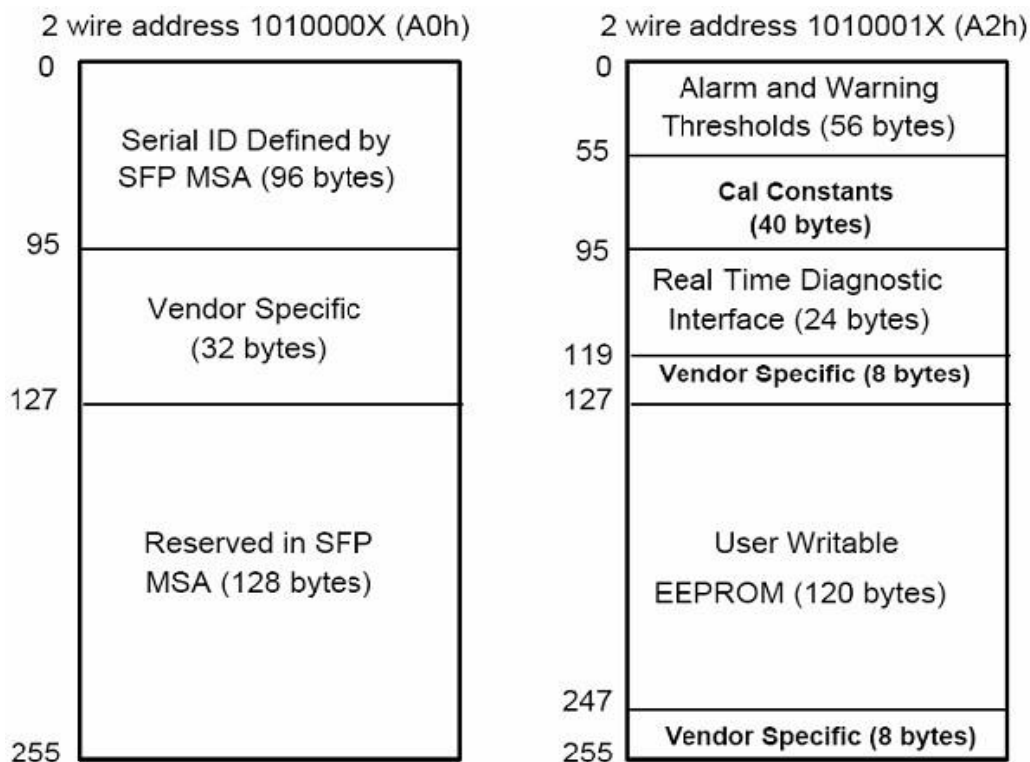 2 wire address 1010000X (A0h)
0
Serial ID Defined by
SFP MSA (96 bytes)
95
Vendor Specific
(32 bytes)
127
Reserved in SFP
MSA (128 bytes)
255
2 wire address 1010001X (A2h)
0
Alarm and Warning
Thresholds (56 bytes)
55
Cal Constants
(40 bytes)
95
Real Time Diagnostic
Interface (24 bytes)
119
Vendor Specific (8 bytes)
127
User Writable
EEPROM (120 bytes)
247
Vendor Specific (8 bytes)
255